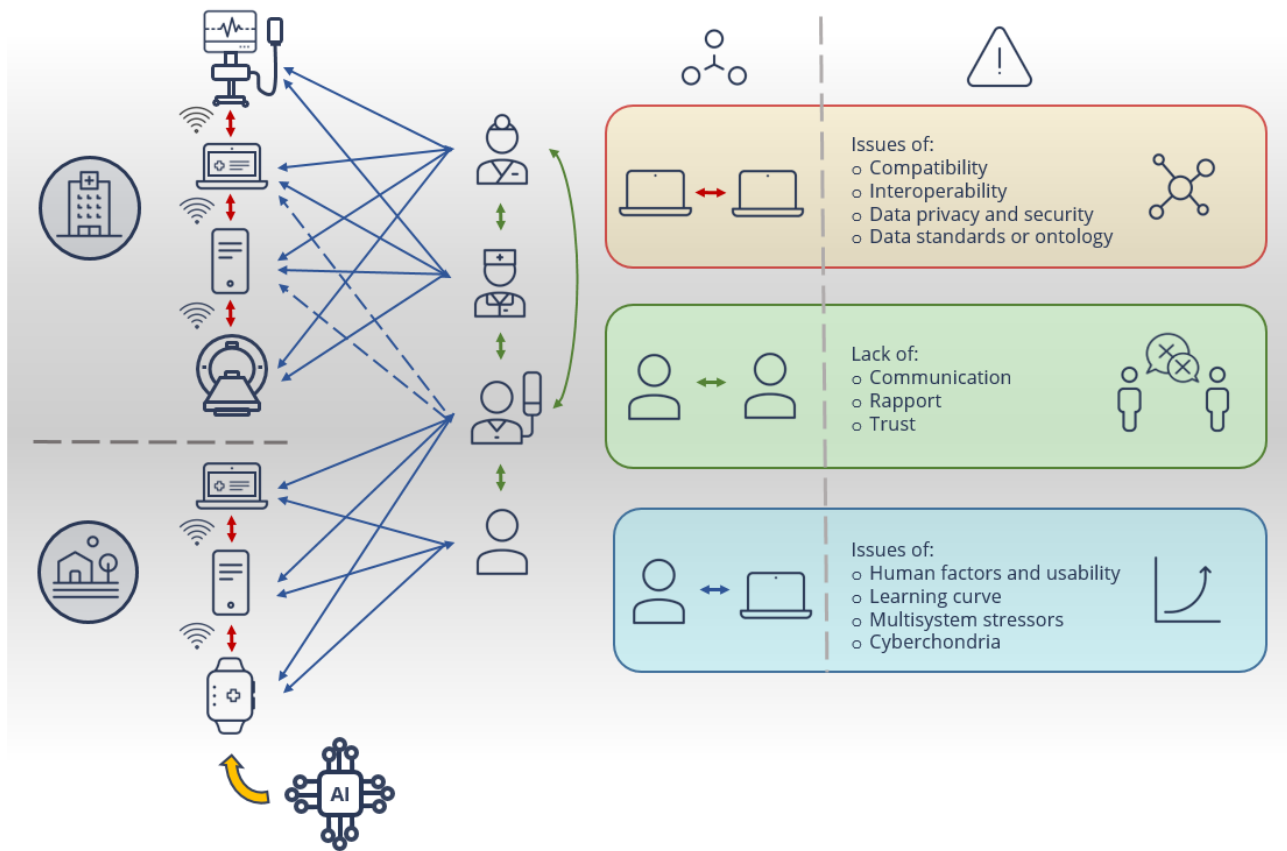 Issues of:
Compatibility
Interoperability
Data privacy and security
Data standards or ontology
Lack of:
Communication
Rapport
Trust
Issues of:
Human factors and usability
Learning curve
Multisystem stressors
Cyberchondria
AI